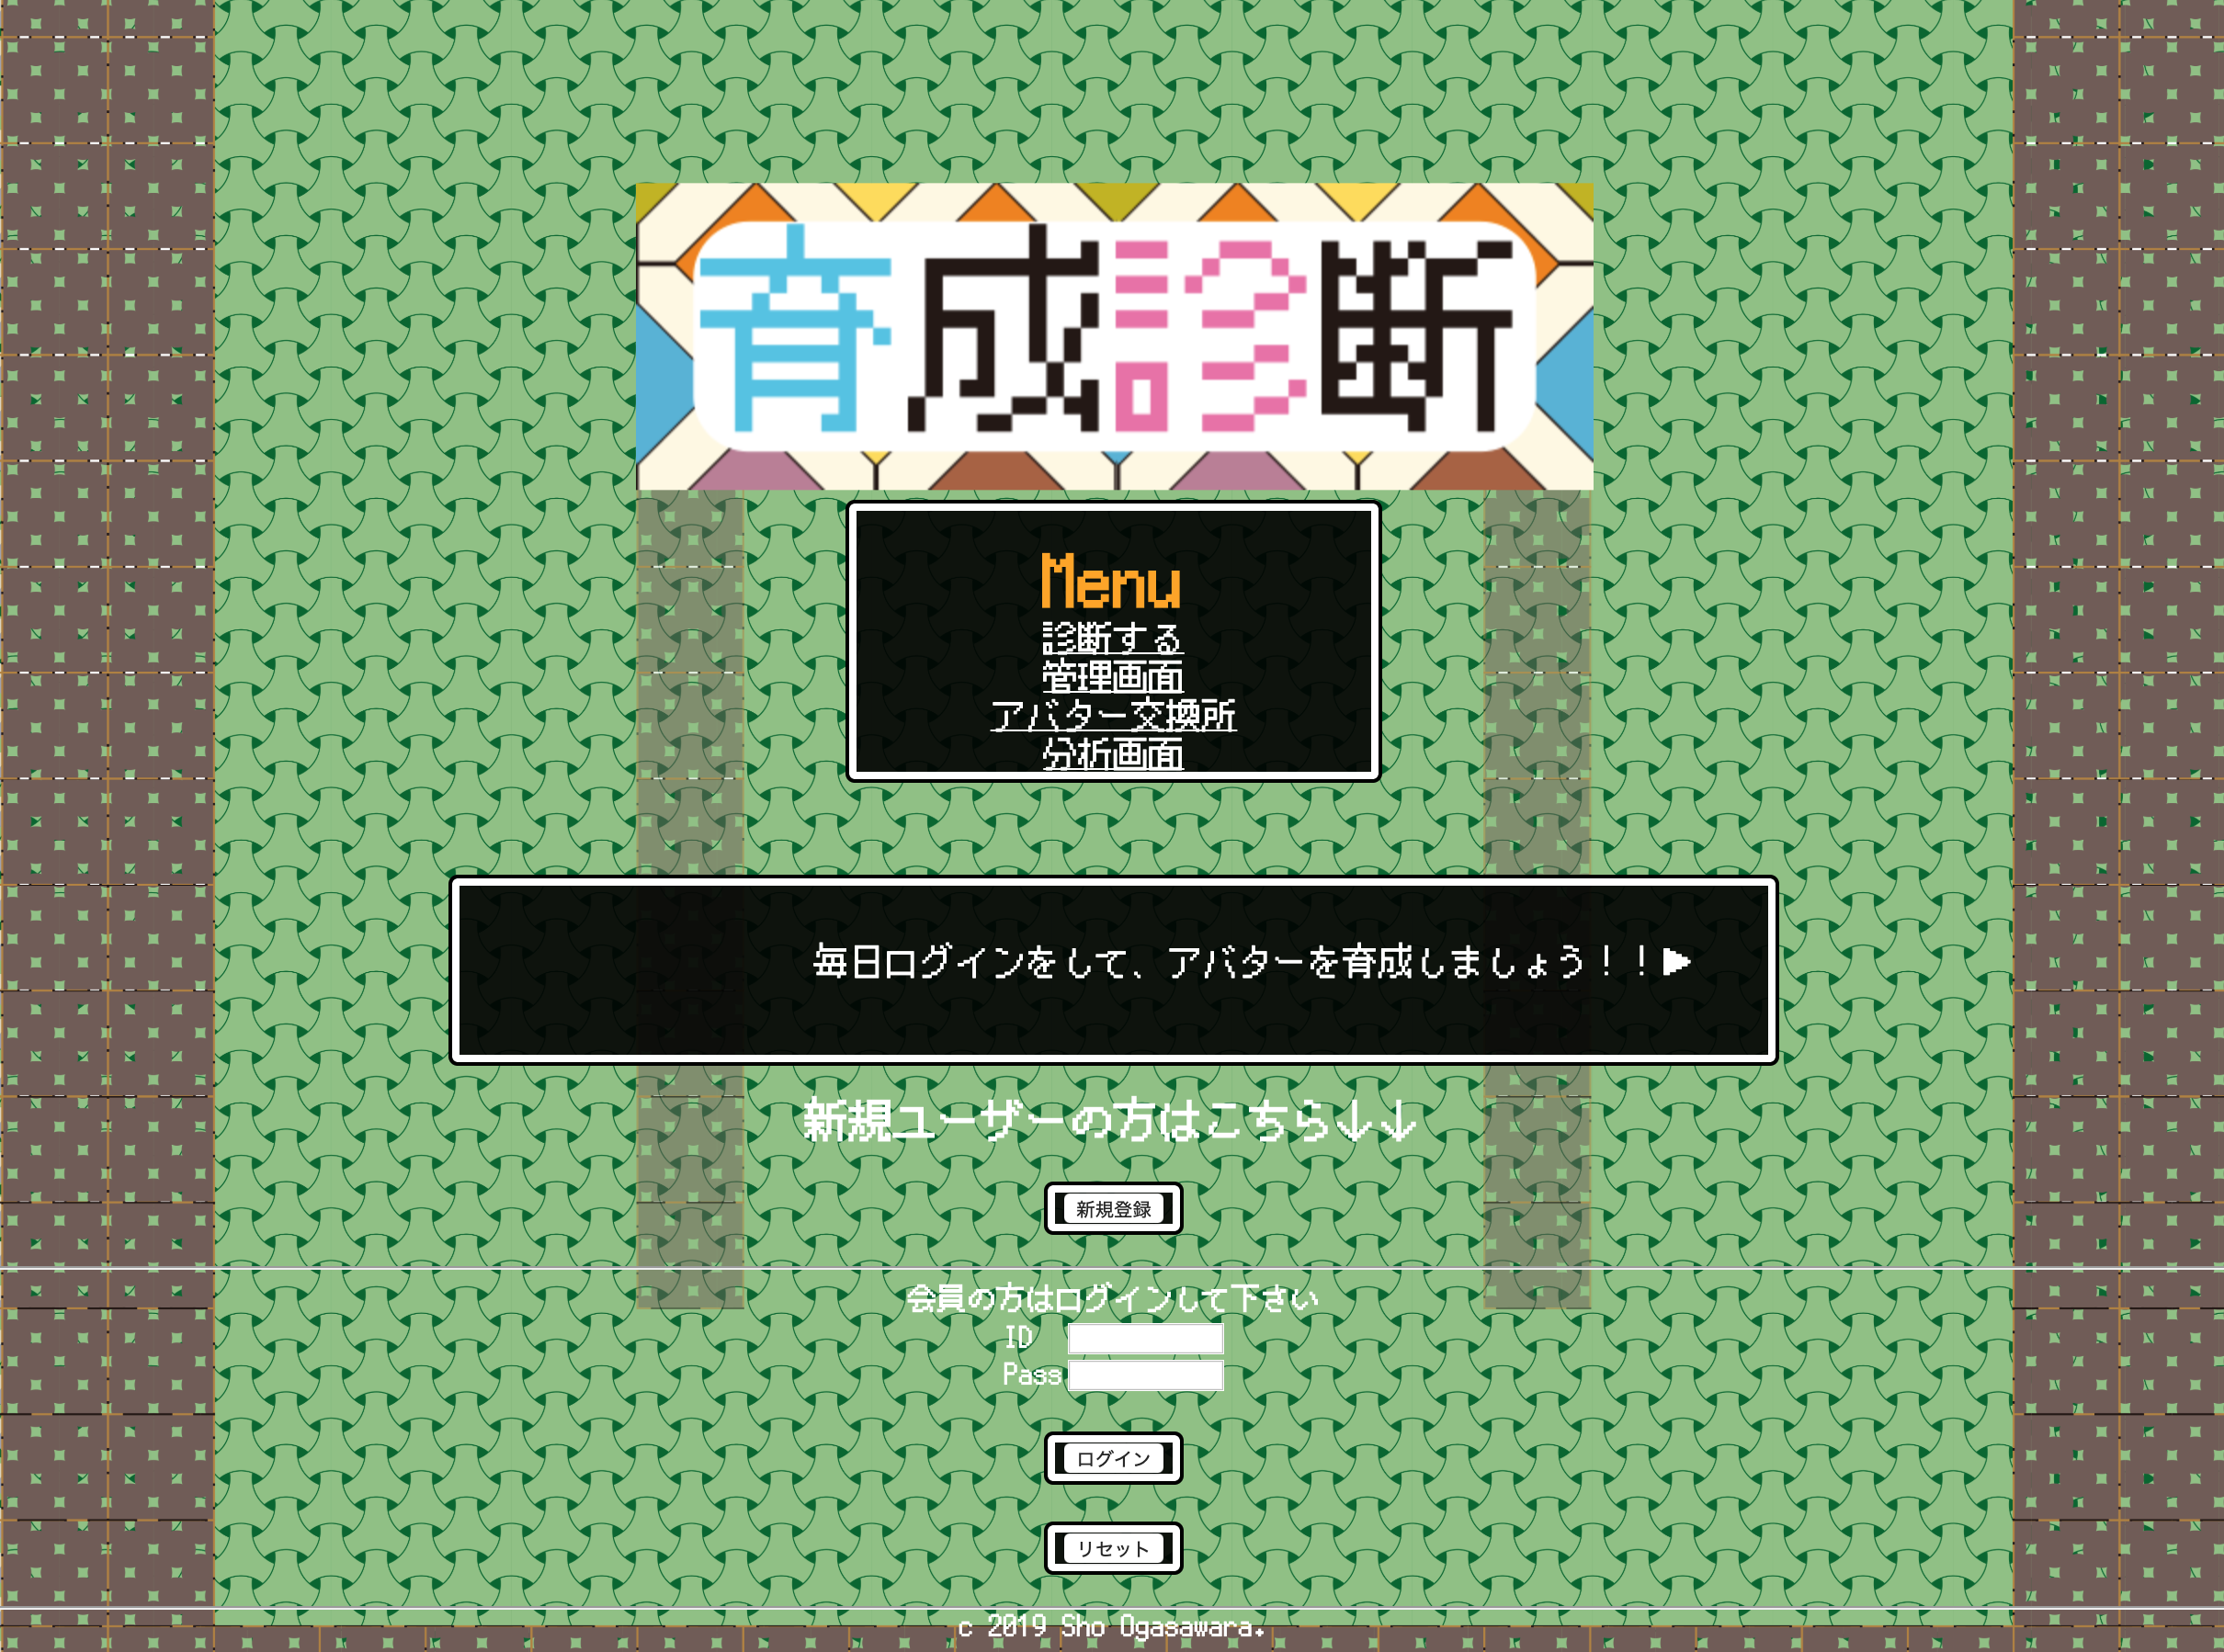 育成診断
Menu
診断する
管理画面
アバター交換所
分析画面
毎日ログインをして、アバターを育成しましょう！！▶
新規ユーザーの方はこちら↓↓
新規登録
会員の方はログインして下さい
ID
Pass
ログイン
リセット
c 2019 Sho Ogasawara.